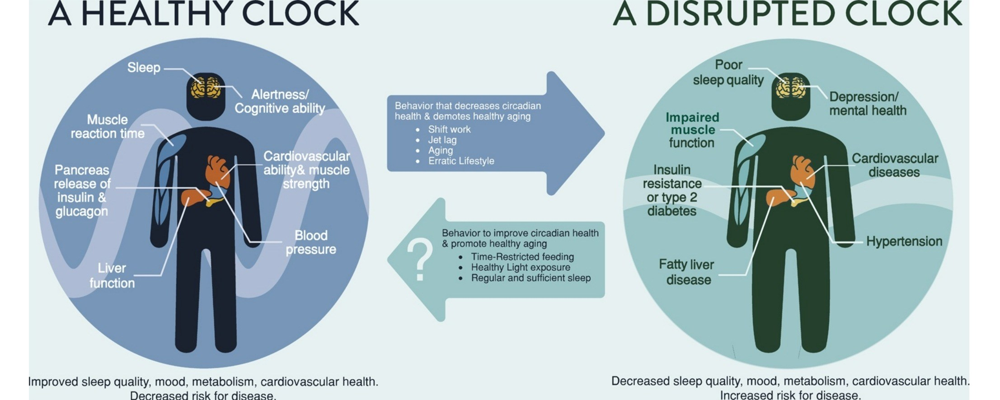 A HEALTHY CLOCK
Sleep
Alertness/
Cognitive ability
Muscle
reaction time
Cardiovascular
ability& muscle
strength
Pancreas
release of
insulin &
glucagon
Blood
pressure
Liver
function
Improved sleep quality, mood, metabolism, cardiovascular health.
Decreased risk for disease.
Behavior that decreases circadian
health & demotes healthy aging
• Shift work
• Jet lag
• Aging
• Erratic Lifestyle
?
Behavior to improve circadian health
& promote healthy aging
• Time-Restricted feeding
• Healthy Light exposure
• Regular and sufficient sleep
A DISRUPTED CLOCK
Poor
sleep quality
Depression/
mental health
Impaired
muscle
function
Cardiovascular
diseases
Insulin
resistance
or type 2
diabetes
Hypertension
Fatty liver
disease
Decreased sleep quality, mood, metabolism, cardiovascular health.
Increased risk for disease.